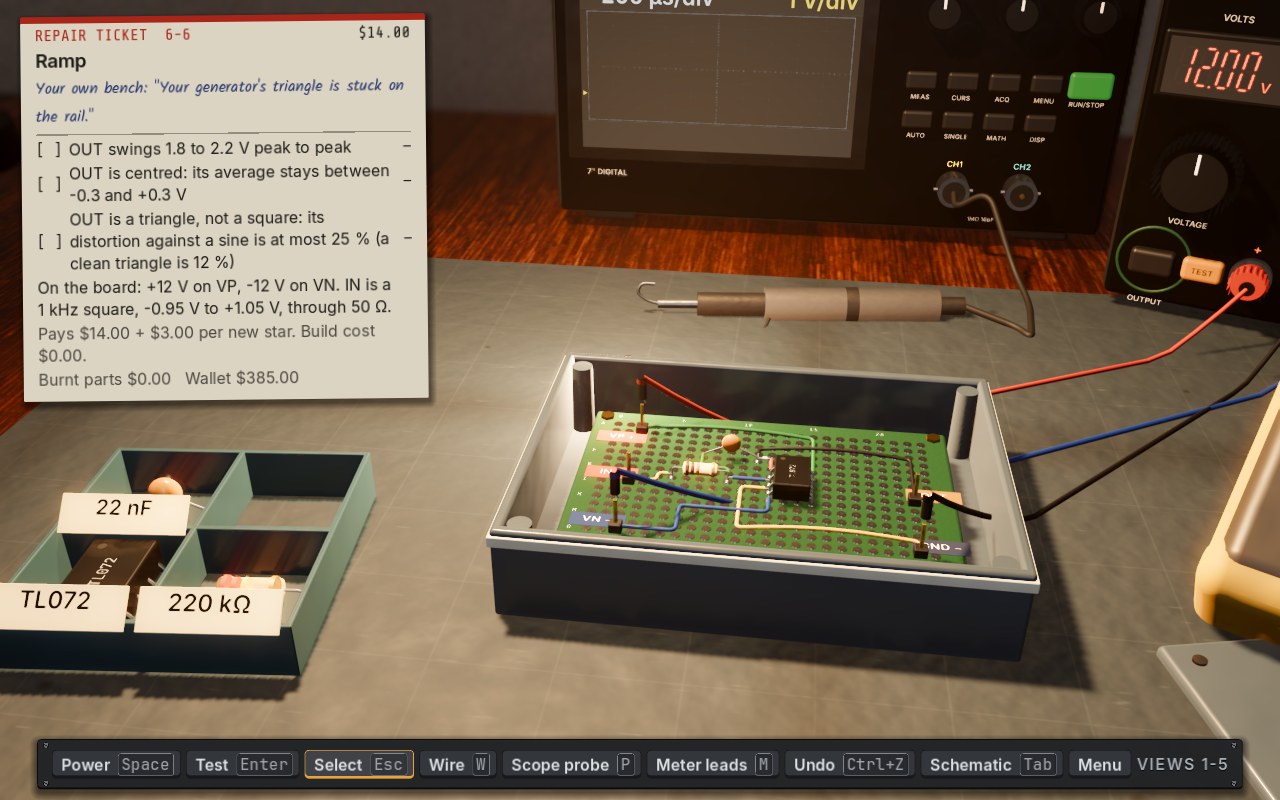 REPAIR TICKET 6-6 $14.00
Ramp
Your own bench: "Your generator's triangle is stuck on
the rail."
[ ] OUT swings 1.8 to 2.2 V peak to peak –
[ ] OUT is centred: its average stays between –
-0.3 and +0.3 V
OUT is a triangle, not a square: its
[ ] distortion against a sine is at most 25 % (a –
clean triangle is 12 %)
On the board: +12 V on VP, -12 V on VN. IN is a
1 kHz square, -0.95 V to +1.05 V, through 50 Ω.
Pays $14.00 + $3.00 per new star. Build cost
$0.00.
Burnt parts $0.00 Wallet $385.00
200 µs/div 1 V/div
7" DIGITAL
MEAS CURS ACQ MENU RUN/STOP
AUTO SINGLE MATH DISP
CH1 CH2
VOLTS
12.00 V
VOLTAGE
TEST
+
OUTPUT
22 nF
TL072
TL072
220 kΩ
VP
IN
VN
GND
Power Space
Test Enter
Select Esc
Wire W
Scope probe P
Meter leads M
Undo Ctrl+Z
Schematic Tab
Menu
VIEWS 1-5